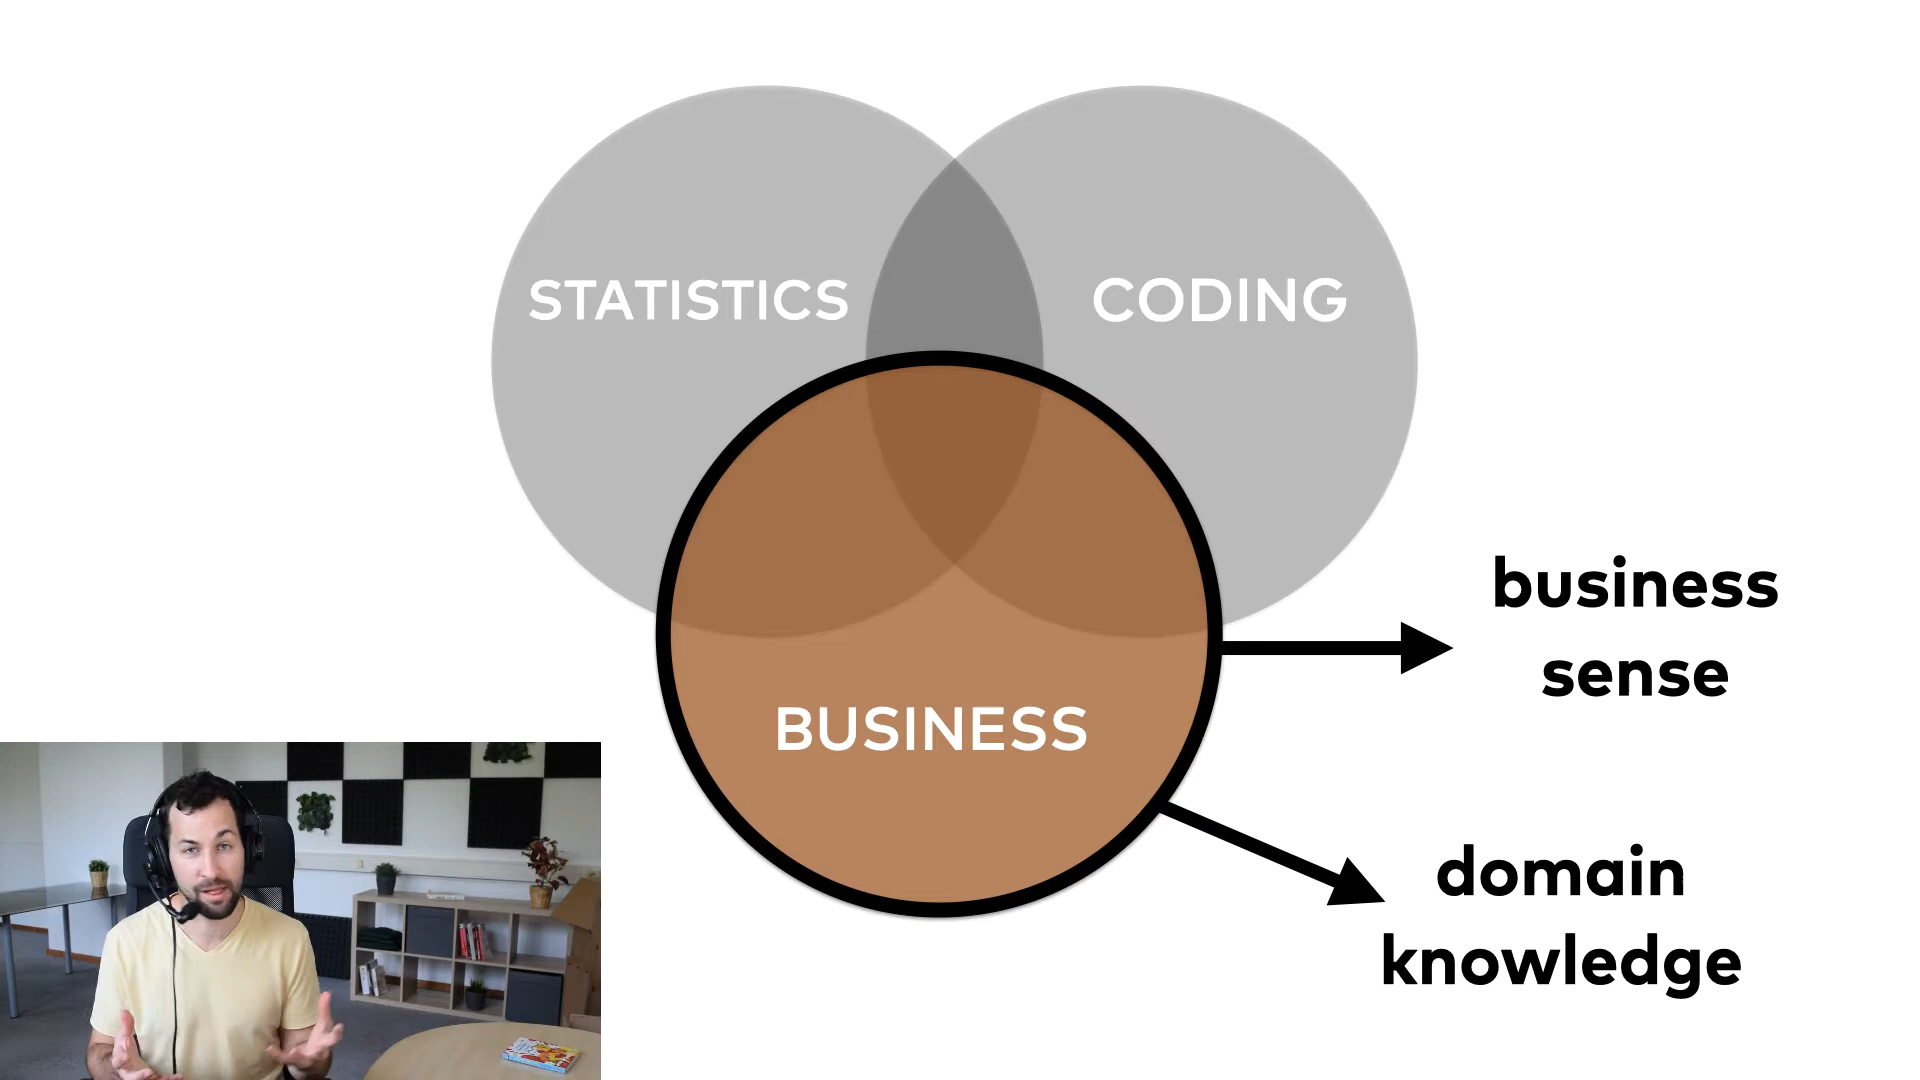 STATISTICS
CODING
BUSINESS
business
sense
domain
knowledge